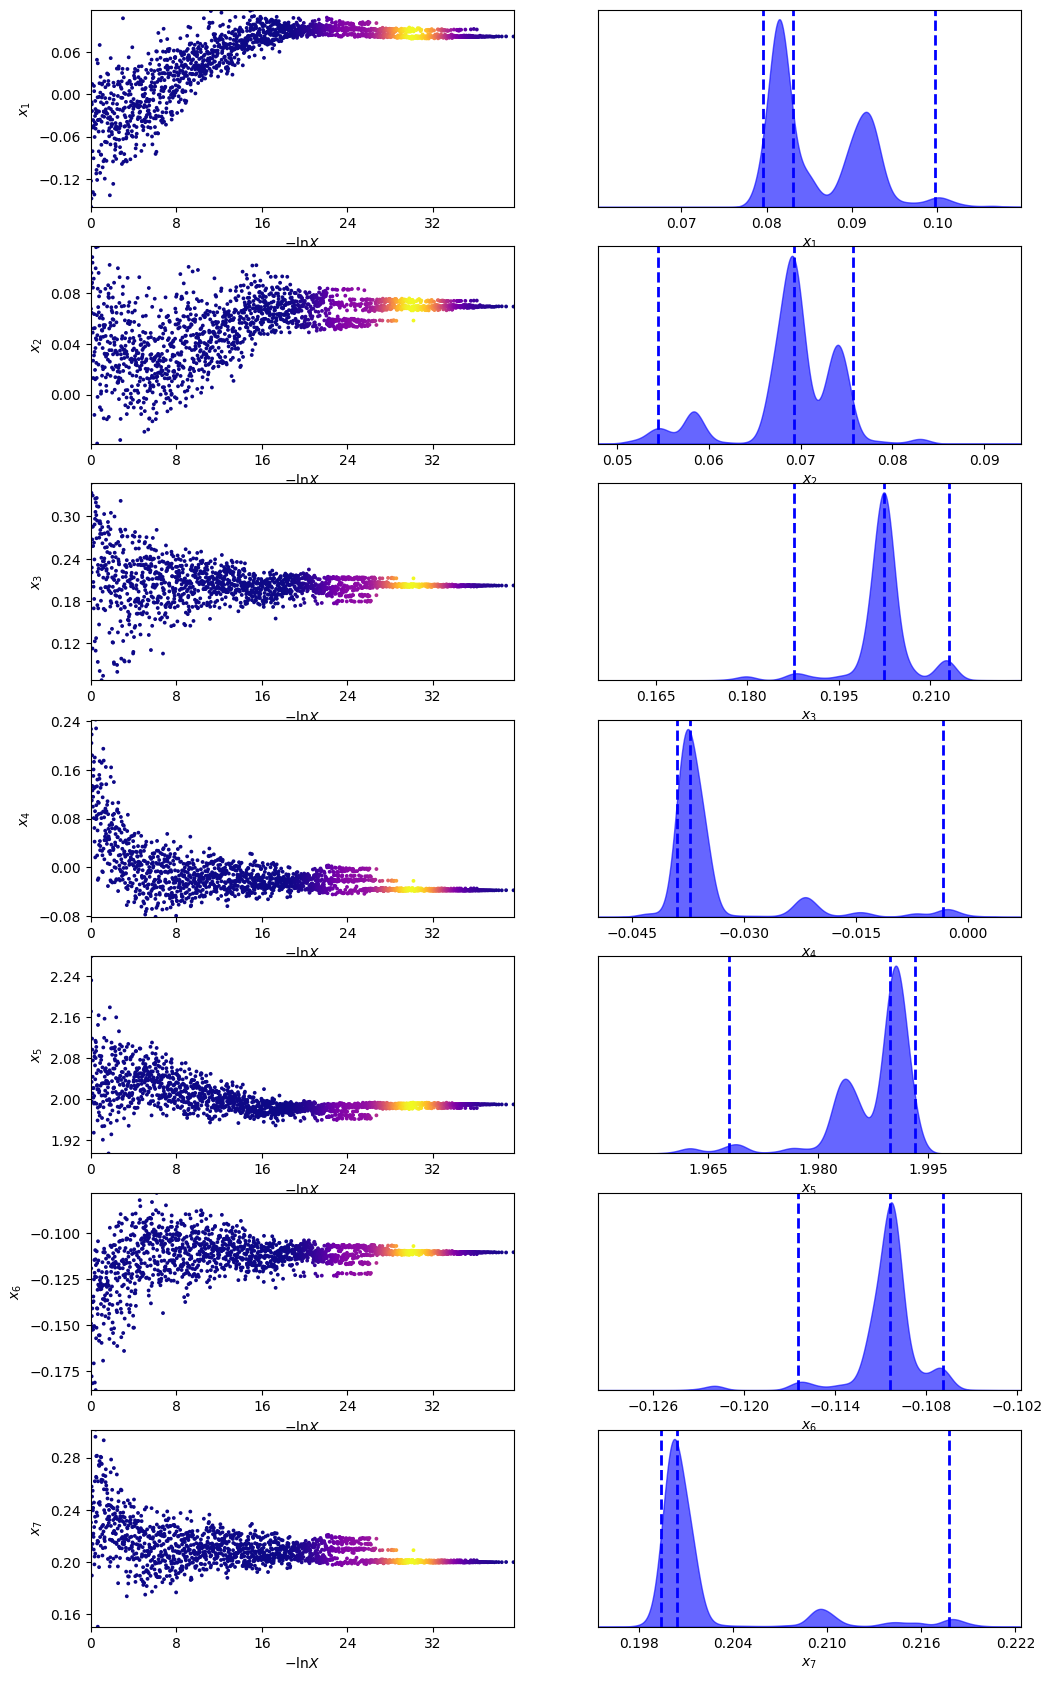 0.06
0.00
−0.06
−0.12
x1
0 8 16 24 32
−lnX
0.07 0.08 0.09 0.10
x1
0.08
0.04
0.00
x2
0 8 16 24 32
−lnX
0.05 0.06 0.07 0.08 0.09
x2
0.30
0.24
0.18
0.12
x3
0 8 16 24 32
−lnX
0.165 0.180 0.195 0.210
x3
0.24
0.16
0.08
0.00
−0.08
x4
0 8 16 24 32
−lnX
−0.045 −0.030 −0.015 0.000
x4
2.24
2.16
2.08
2.00
1.92
x5
0 8 16 24 32
−lnX
1.965 1.980 1.995
x5
−0.100
−0.125
−0.150
−0.175
x6
0 8 16 24 32
−lnX
−0.126 −0.120 −0.114 −0.108 −0.102
x6
0.28
0.24
0.20
0.16
x7
0 8 16 24 32
−lnX
0.198 0.204 0.210 0.216 0.222
x7